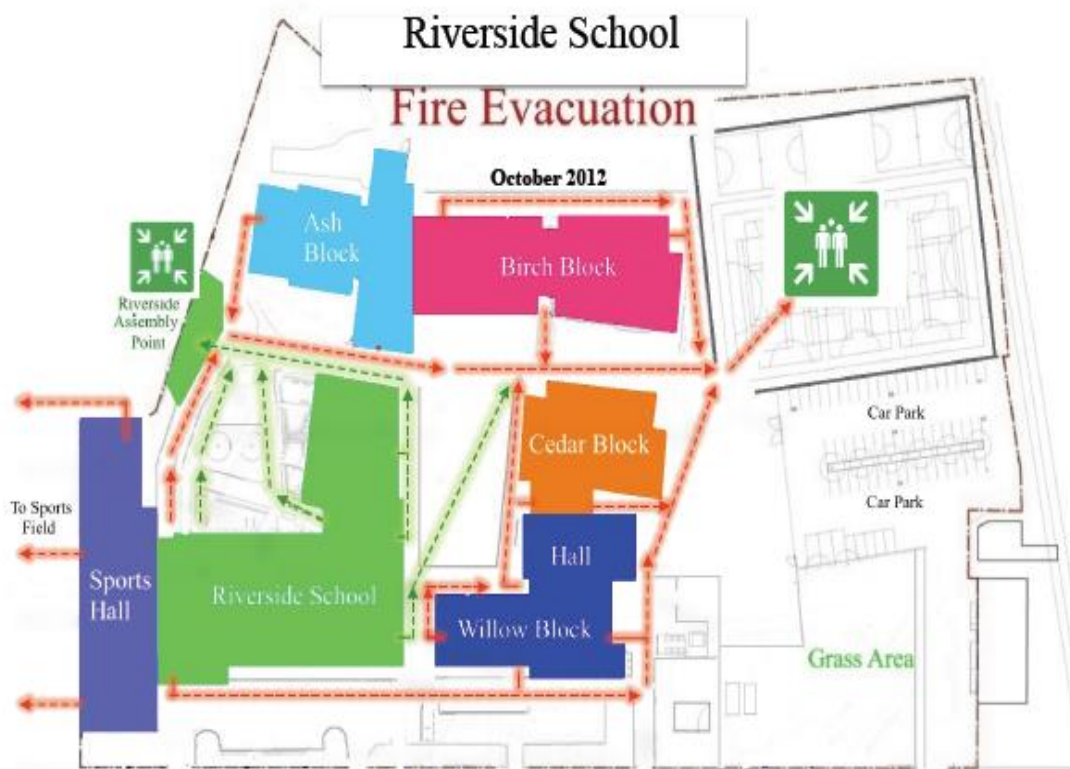 Riverside School
Fire Evacuation
October 2012
Ash
Block
Birch Block
Riverside
Assembly
Point
Cedar Block
Car Park
Car Park
To Sports
Field
Hall
Sports
Hall
Riverside School
Willow Block
Grass Area